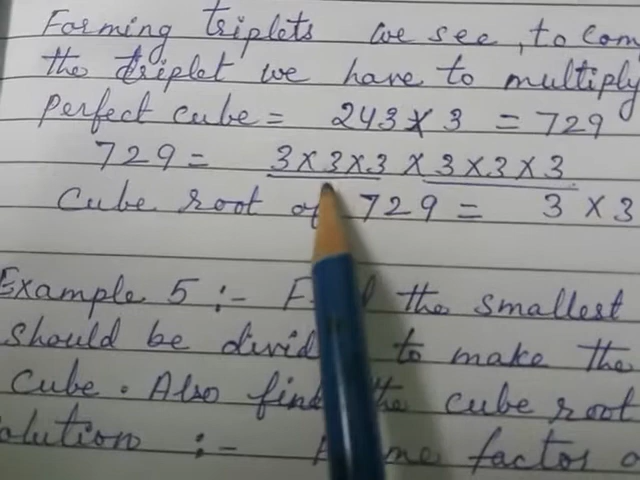 Forming triplets we see, to com
the triplet we have to multiply
Perfect cube = 243 × 3 = 729
729 = 3×3×3 × 3×3×3
Cube root of 729 = 3 × 3
Example 5 :- the smallest
should be divid to make the
cube. Also find the cube root
olution :- me factor o